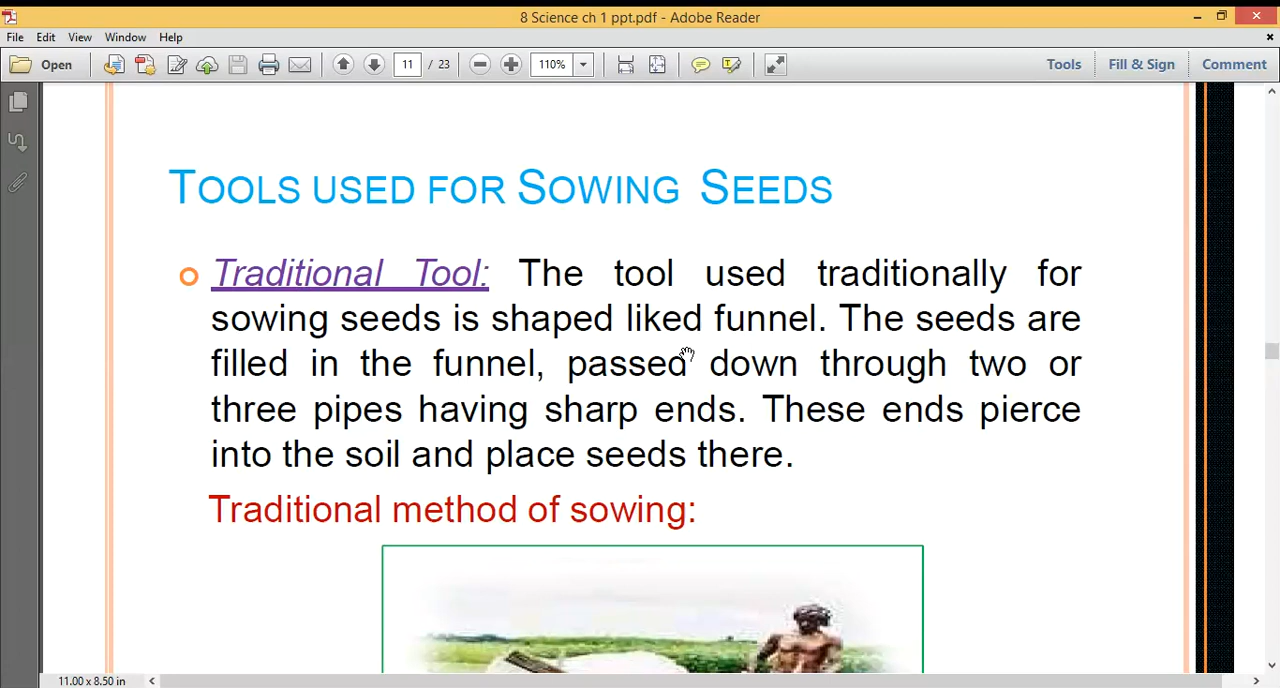 8 Science ch 1 ppt.pdf - Adobe Reader
File Edit View Window Help
Open 11 / 23 110% Tools Fill & Sign Comment
TOOLS USED FOR SOWING SEEDS
Traditional Tool: The tool used traditionally for
sowing seeds is shaped liked funnel. The seeds are
filled in the funnel, passed down through two or
three pipes having sharp ends. These ends pierce
into the soil and place seeds there.
Traditional method of sowing:
11.00 x 8.50 in